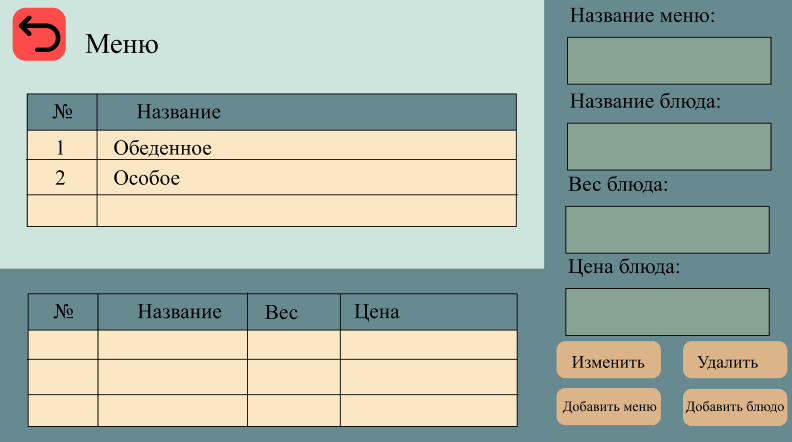 Меню
№ Название
1 Обеденное
2 Особое
№ Название Вес Цена
Название меню:
Название блюда:
Вес блюда:
Цена блюда:
Изменить Удалить
Добавить меню Добавить блюдо